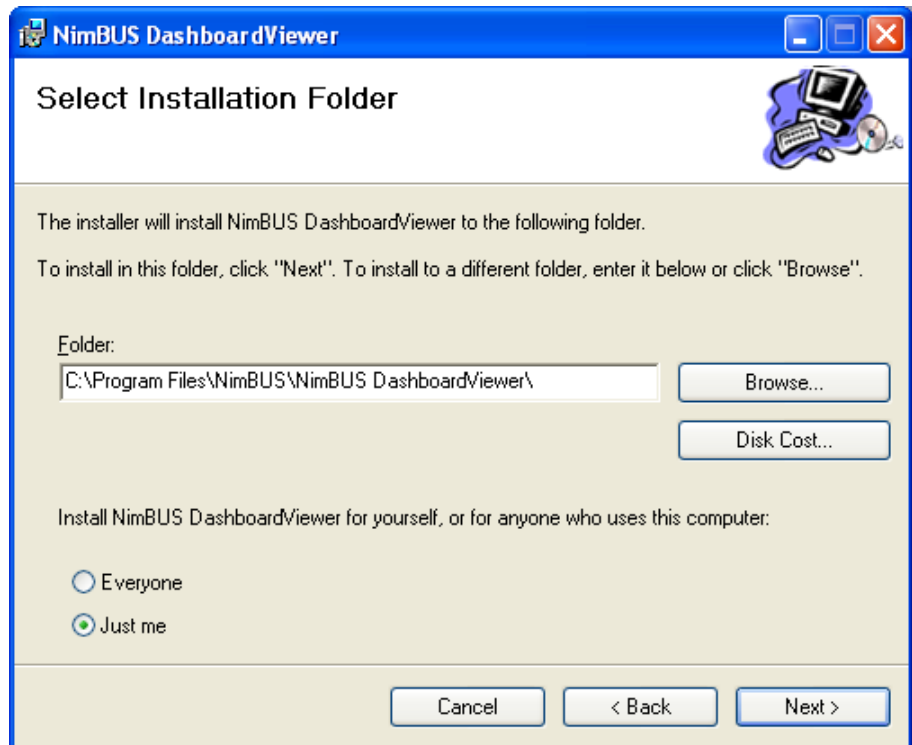 NimBUS DashboardViewer
Select Installation Folder
The installer will install NimBUS DashboardViewer to the following folder.
To install in this folder, click "Next". To install to a different folder, enter it below or click "Browse".
Folder:
C:\Program Files\NimBUS\NimBUS DashboardViewer\
Browse...
Disk Cost...
Install NimBUS DashboardViewer for yourself, or for anyone who uses this computer:
Everyone
Just me
Cancel
< Back
Next >